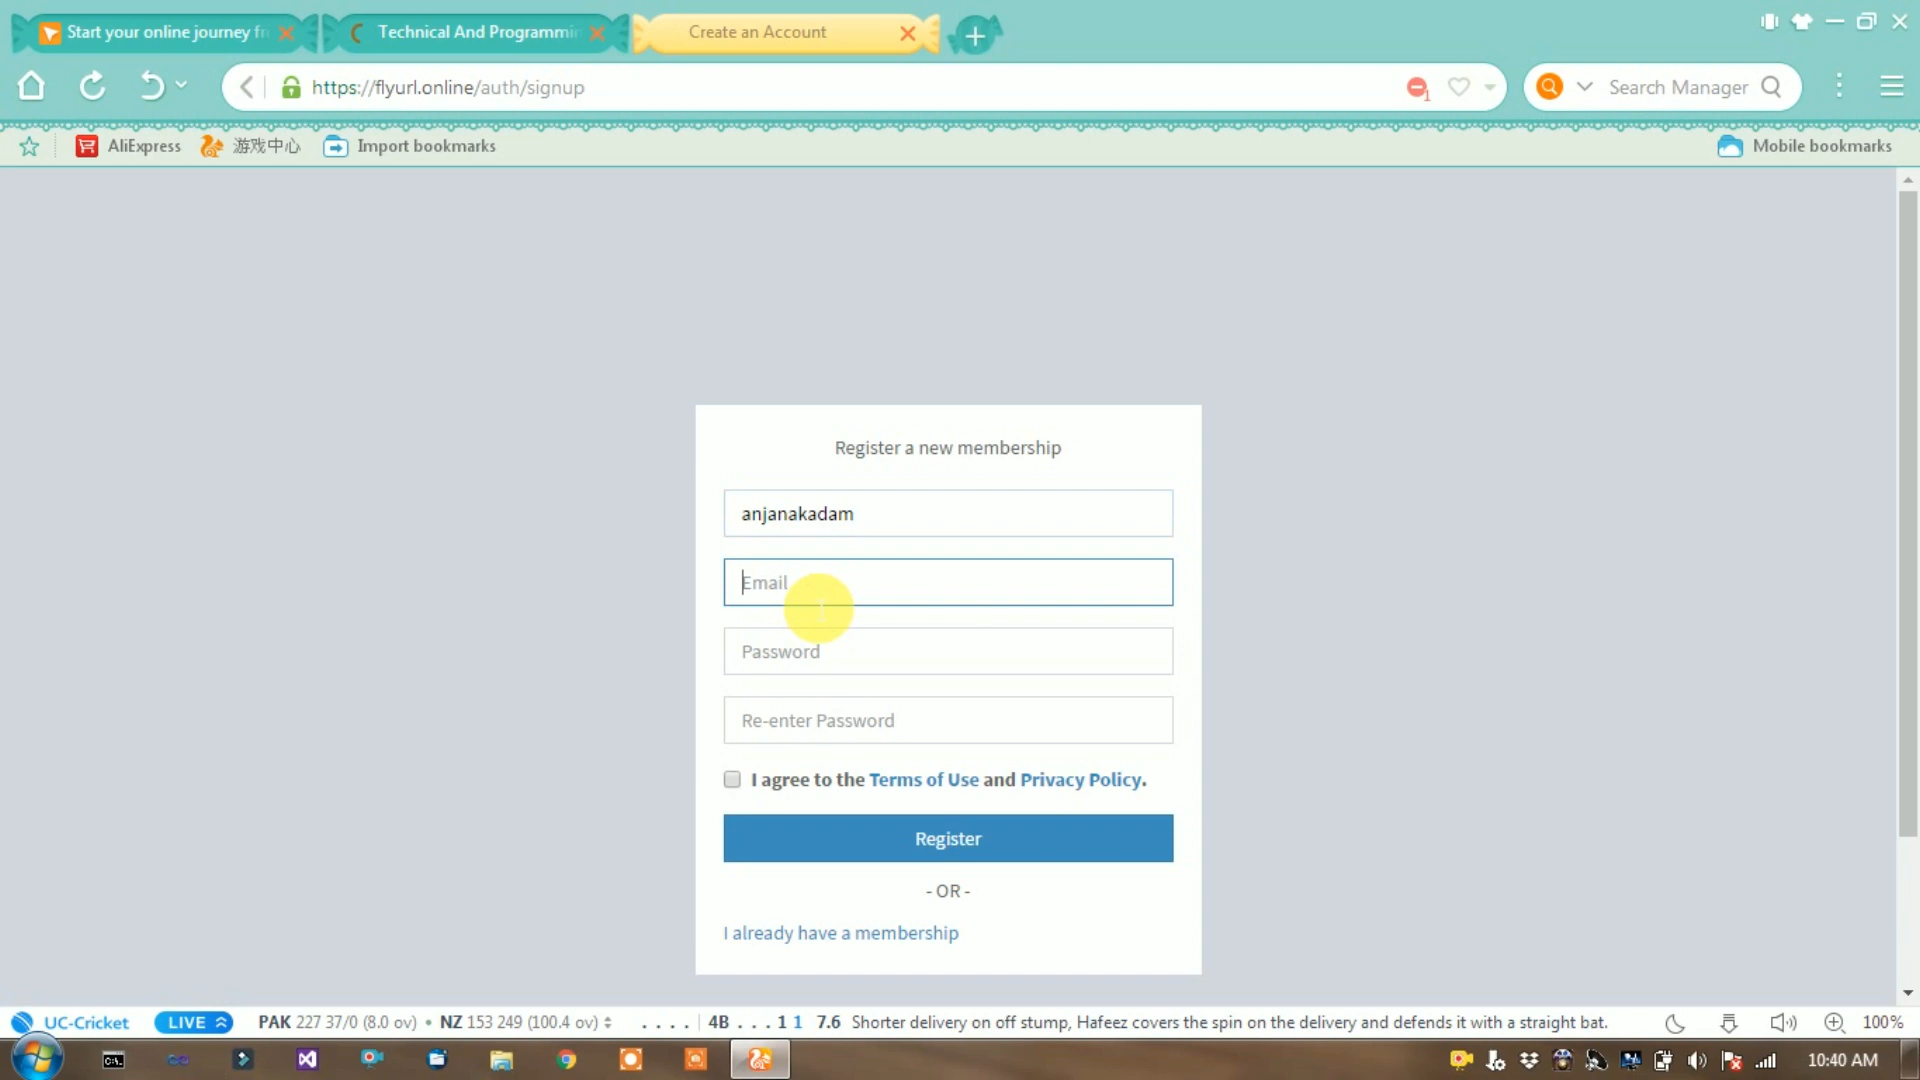 Start your online journey fr
Technical And Programmin
Create an Account
https://flyurl.online/auth/signup
1
Search Manager
AliExpress
游戏中心
Import bookmarks
Mobile bookmarks
Register a new membership
anjanakadam
Email
Password
Re-enter Password
I agree to the Terms of Use and Privacy Policy.
Register
- OR -
I already have a membership
UC-Cricket
LIVE
PAK 227 37/0 (8.0 ov) • NZ 153 249 (100.4 ov)
. . . . 4B . . . 1 1 7.6 Shorter delivery on off stump, Hafeez covers the spin on the delivery and defends it with a straight bat.
100%
10:40 AM